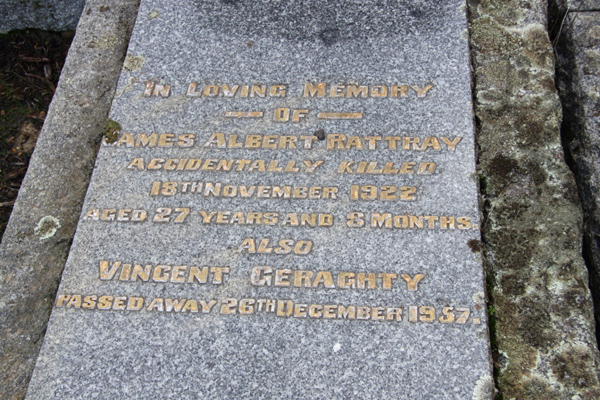 In Loving Memory
— OF —
JAMES ALBERT RATTRAY
ACCIDENTALLY KILLED
18TH NOVEMBER 1922
AGED 27 YEARS AND 8 MONTHS.
ALSO
VINCENT GERAGHTY
PASSED AWAY 26TH DECEMBER 1957.